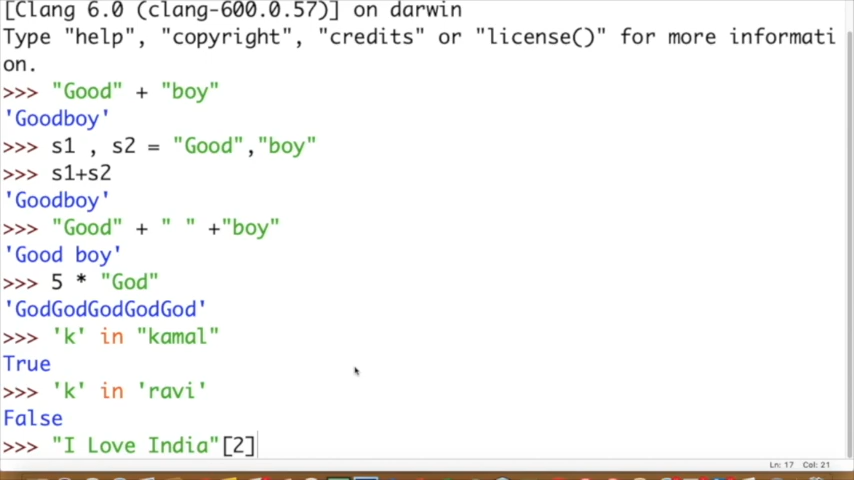 [Clang 6.0 (clang-600.0.57)] on darwin
Type "help", "copyright", "credits" or "license()" for more informati
on.
>>> "Good" + "boy"
'Goodboy'
>>> s1 , s2 = "Good","boy"
>>> s1+s2
'Goodboy'
>>> "Good" + " " +"boy"
'Good boy'
>>> 5 * "God"
'GodGodGodGodGod'
>>> 'k' in "kamal"
True
>>> 'k' in 'ravi'
False
>>> "I Love India"[2]
Ln: 17 Col: 21